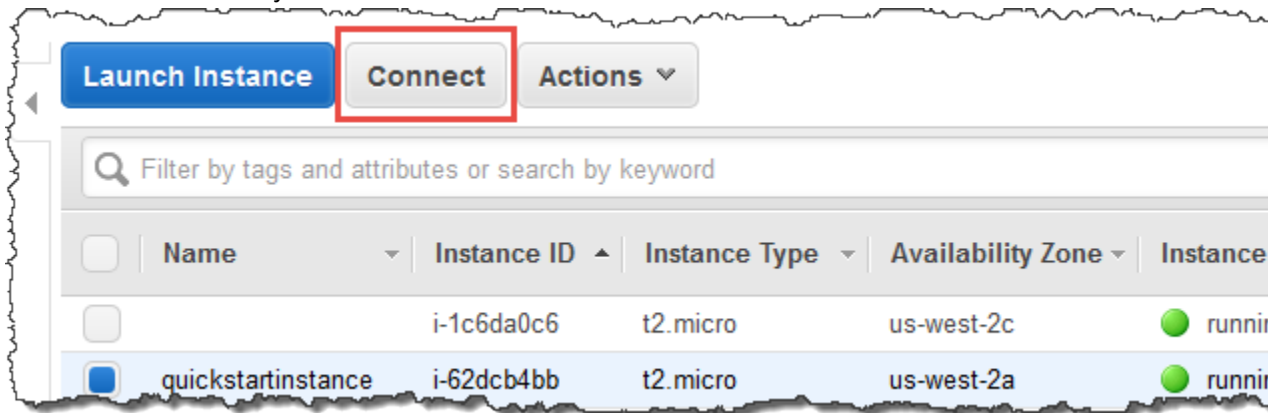 Launch Instance Connect Actions
Filter by tags and attributes or search by keyword
Name Instance ID Instance Type Availability Zone Instance
i-1c6da0c6 t2.micro us-west-2c
quickstartinstance i-62dcb4bb t2.micro us-west-2a